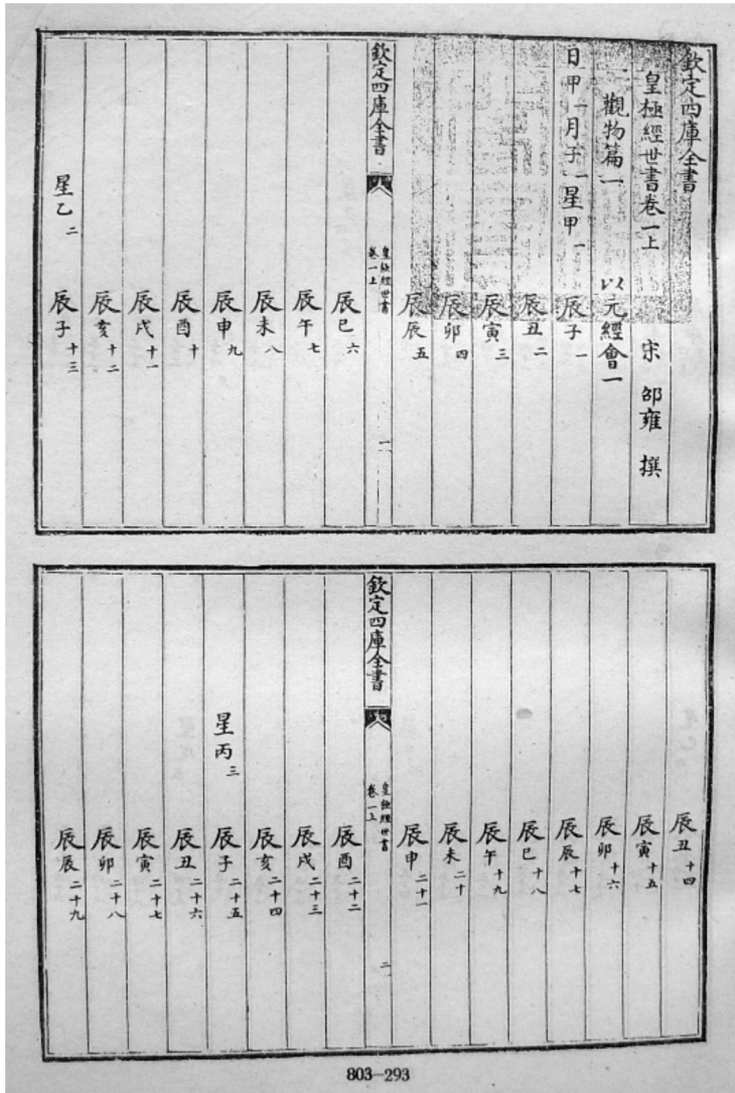 欽定四庫全書
皇極經世書卷一上
宋 邵雍 撰
觀物篇一 以元經會一
日甲一 月子一 星甲一 辰子一
辰丑二
辰寅三
辰卯四
辰辰五
欽定四庫全書
皇極經世書
卷一上
一
辰巳六
辰午七
辰未八
辰申九
辰酉十
辰戌十一
辰亥十二
星乙二 辰子十三
辰丑十四
辰寅十五
辰卯十六
辰辰十七
辰巳十八
辰午十九
辰未二十
辰申二十一
欽定四庫全書
皇極經世書
卷一上
二
辰酉二十二
辰戌二十三
辰亥二十四
星丙三 辰子二十五
辰丑二十六
辰寅二十七
辰卯二十八
辰辰二十九
803-293